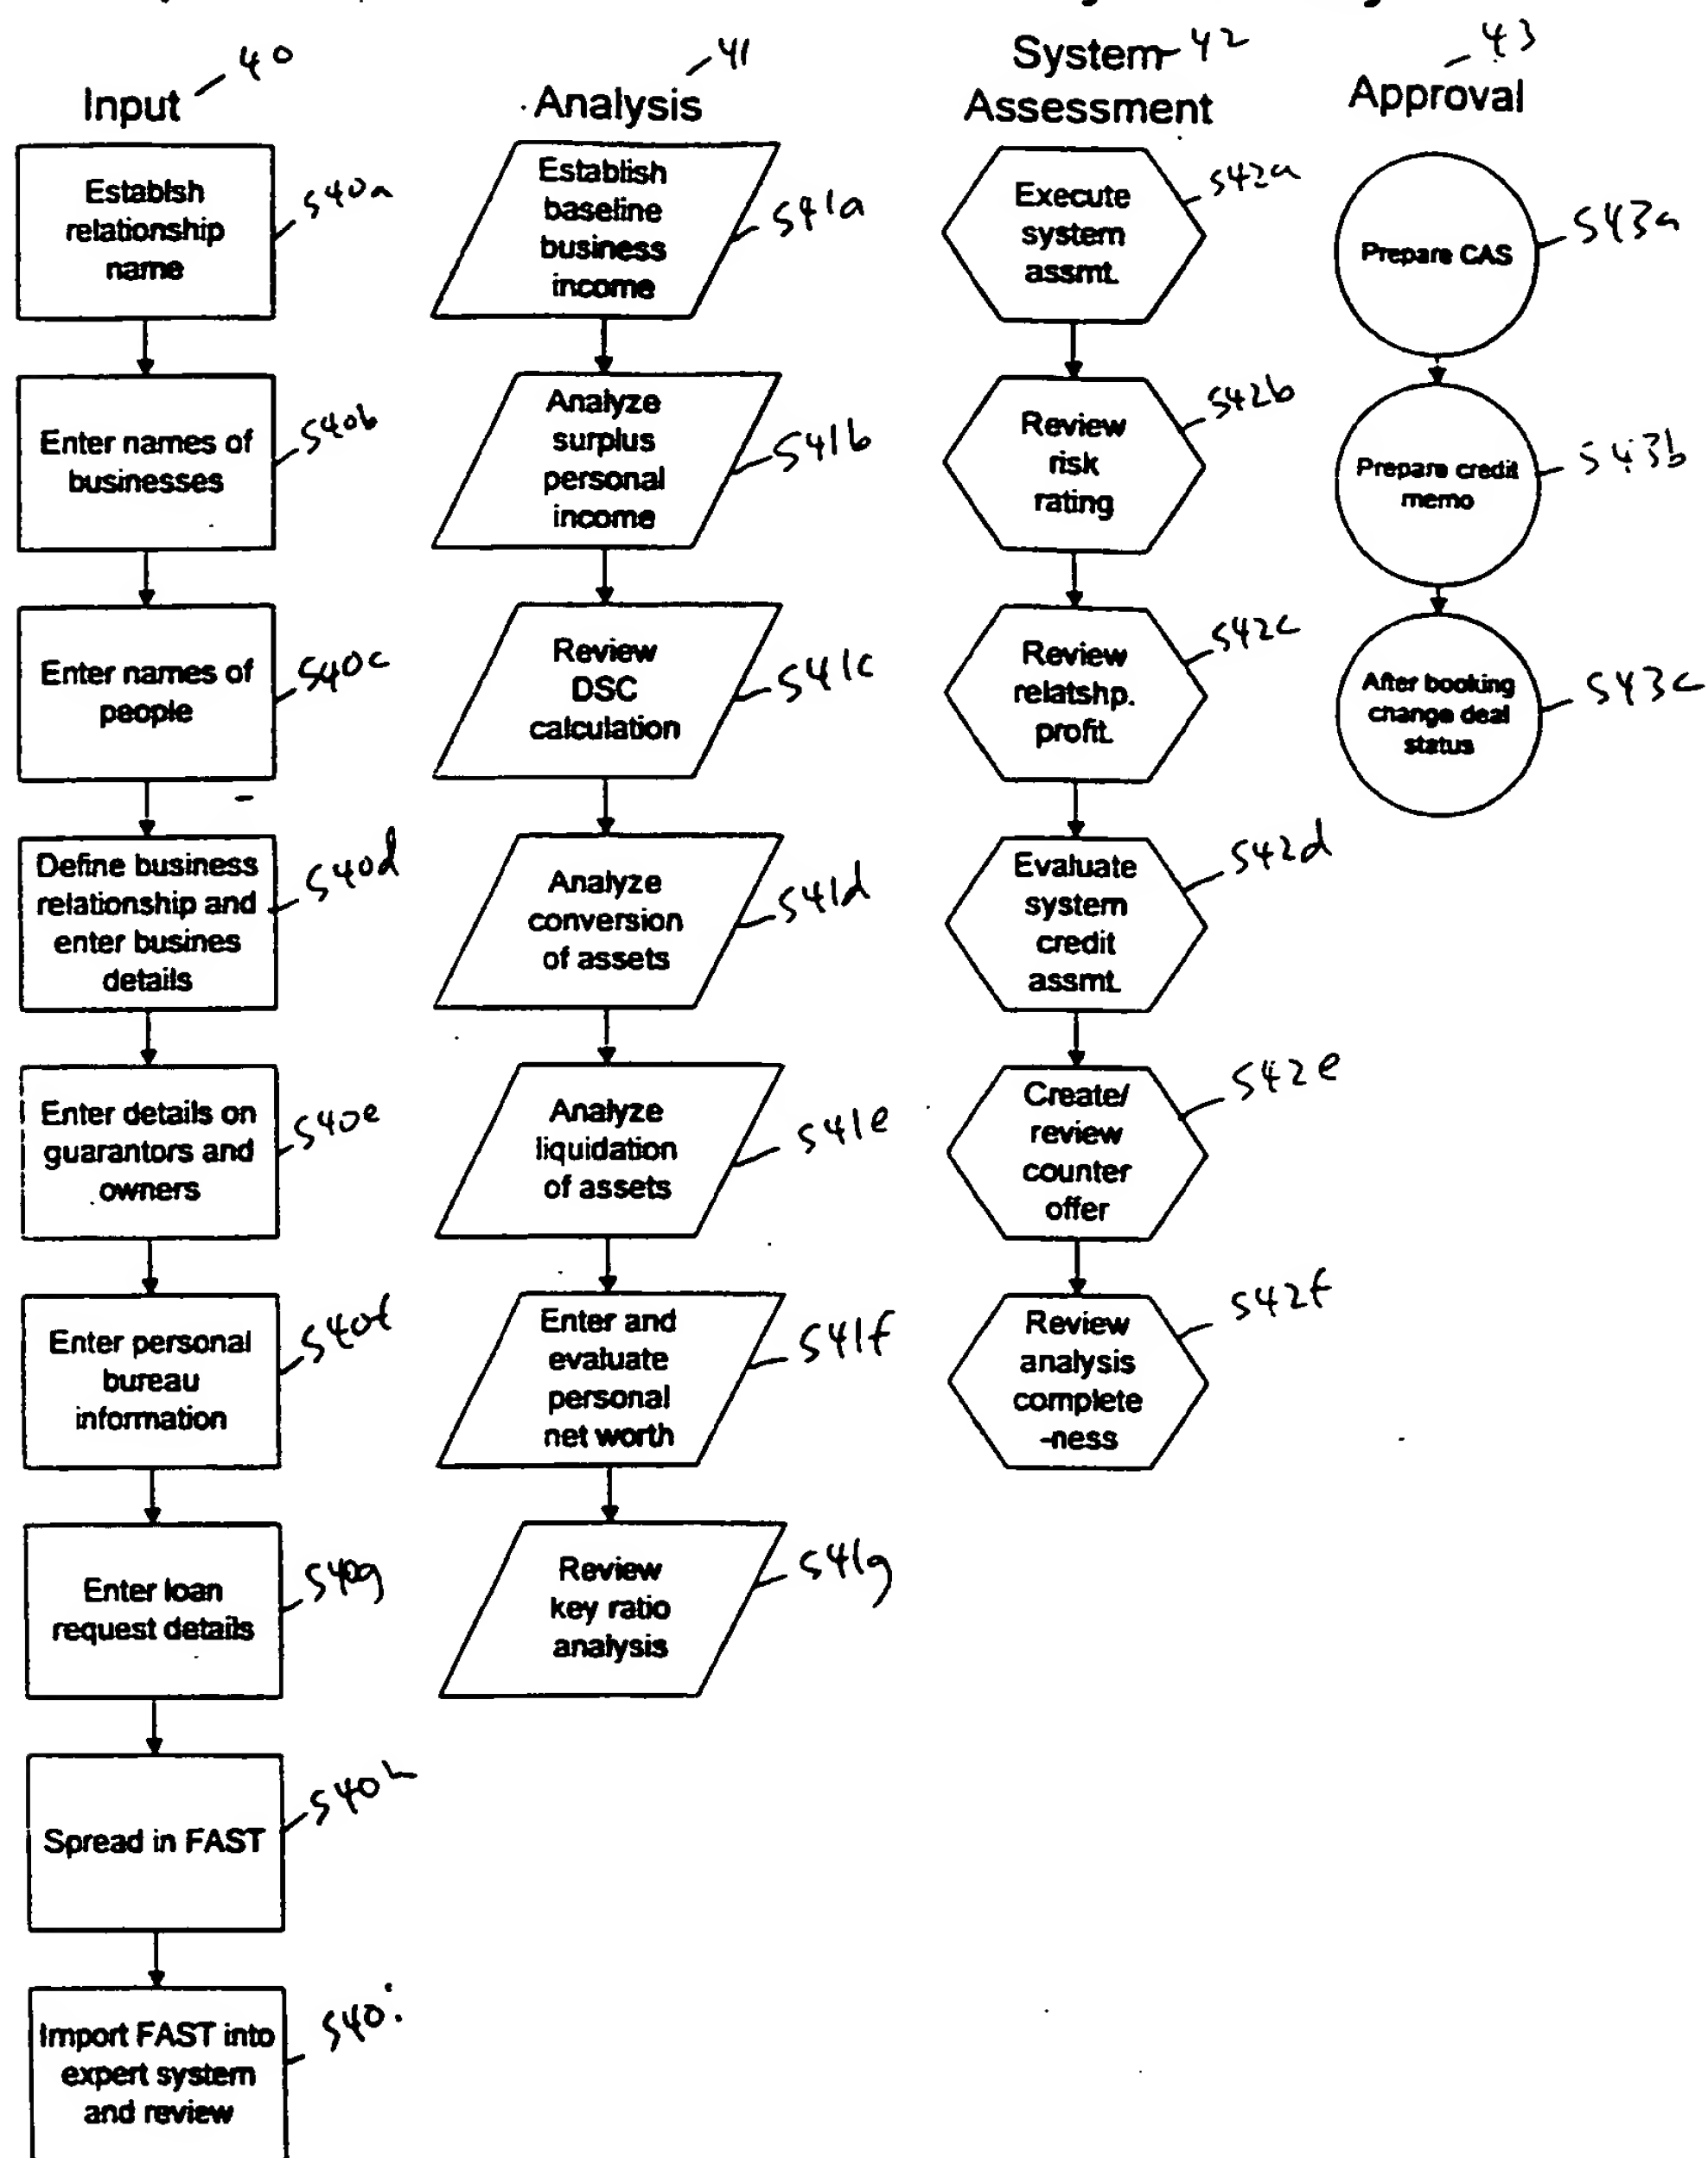 Input
40
Establsh
relationship
name
S40a
Enter names of
businesses
S40b
Enter names of
people
S40c
Define business
relationship and
enter busines
details
S40d
Enter details on
guarantors and
owners
S40e
Enter personal
bureau
information
S40f
Enter loan
request details
S40g
Spread in FAST
S40h
Import FAST into
expert system
and review
S40i
Analysis
41
Establish
baseline
business
income
S41a
Analyze
surplus
personal
income
S41b
Review
DSC
calculation
S41c
Analyze
conversion
of assets
S41d
Analyze
liquidation
of assets
S41e
Enter and
evaluate
personal
net worth
S41f
Review
key ratio
analysis
S41g
System
42
Assessment
Execute
system
assmt.
S42a
Review
risk
rating
S42b
Review
relatshp.
profit.
S42c
Evaluate
system
credit
assmt.
S42d
Create/
review
counter
offer
S42e
Review
analysis
complete
-ness
S42f
43
Approval
Prepare CAS
S43a
Prepare credit
memo
S43b
After booking
change deal
status
S43c